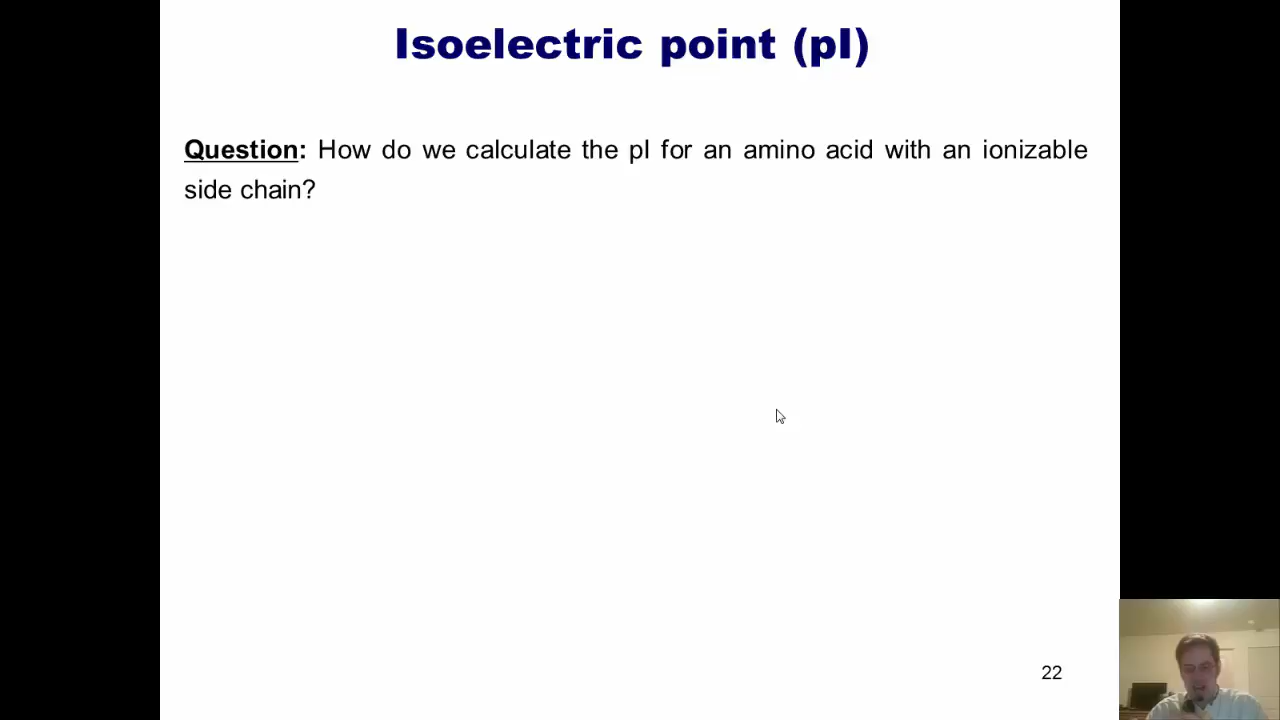 Isoelectric point (pI)
Question: How do we calculate the pI for an amino acid with an ionizable
side chain?
22